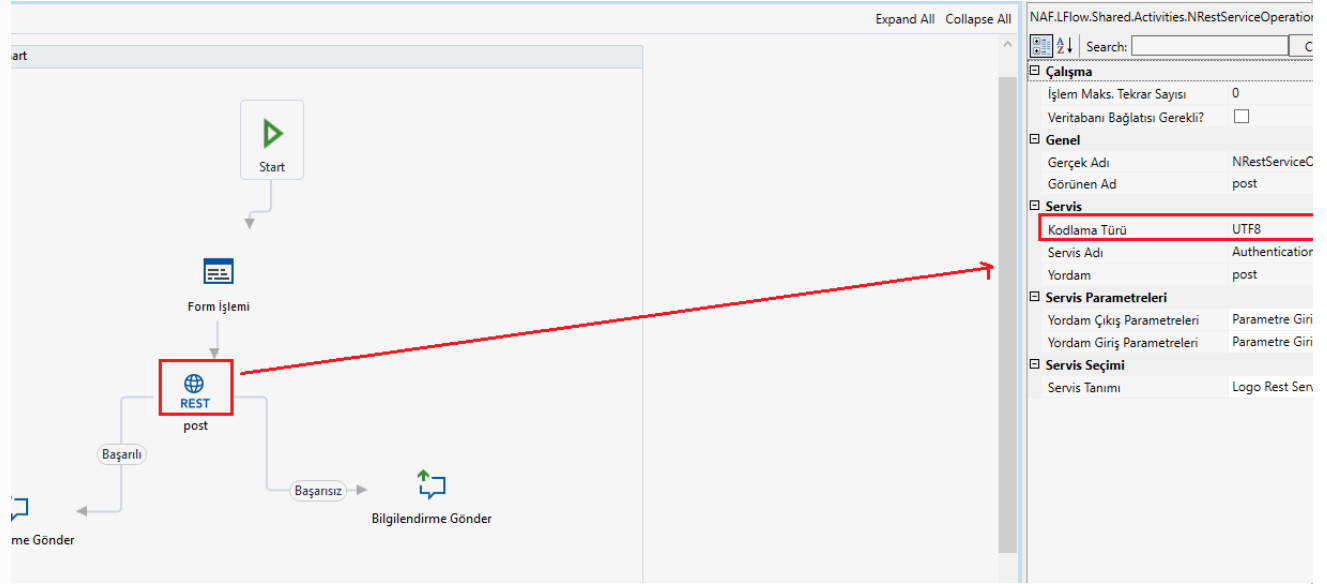 Expand All Collapse All
art
Start
Form İşlemi
REST
post
Başarılı
Başarısız
Bilgilendirme Gönder
me Gönder
NAF.LFlow.Shared.Activities.NRestServiceOperation
Search:
C
Çalışma
İşlem Maks. Tekrar Sayısı 0
Veritabanı Bağlatısı Gerekli?
Genel
Gerçek Adı NRestServiceO
Görünen Ad post
Servis
Kodlama Türü UTF8
Servis Adı Authentication
Yordam post
Servis Parametreleri
Yordam Çıkış Parametreleri Parametre Giri
Yordam Giriş Parametreleri Parametre Giri
Servis Seçimi
Servis Tanımı Logo Rest Serv